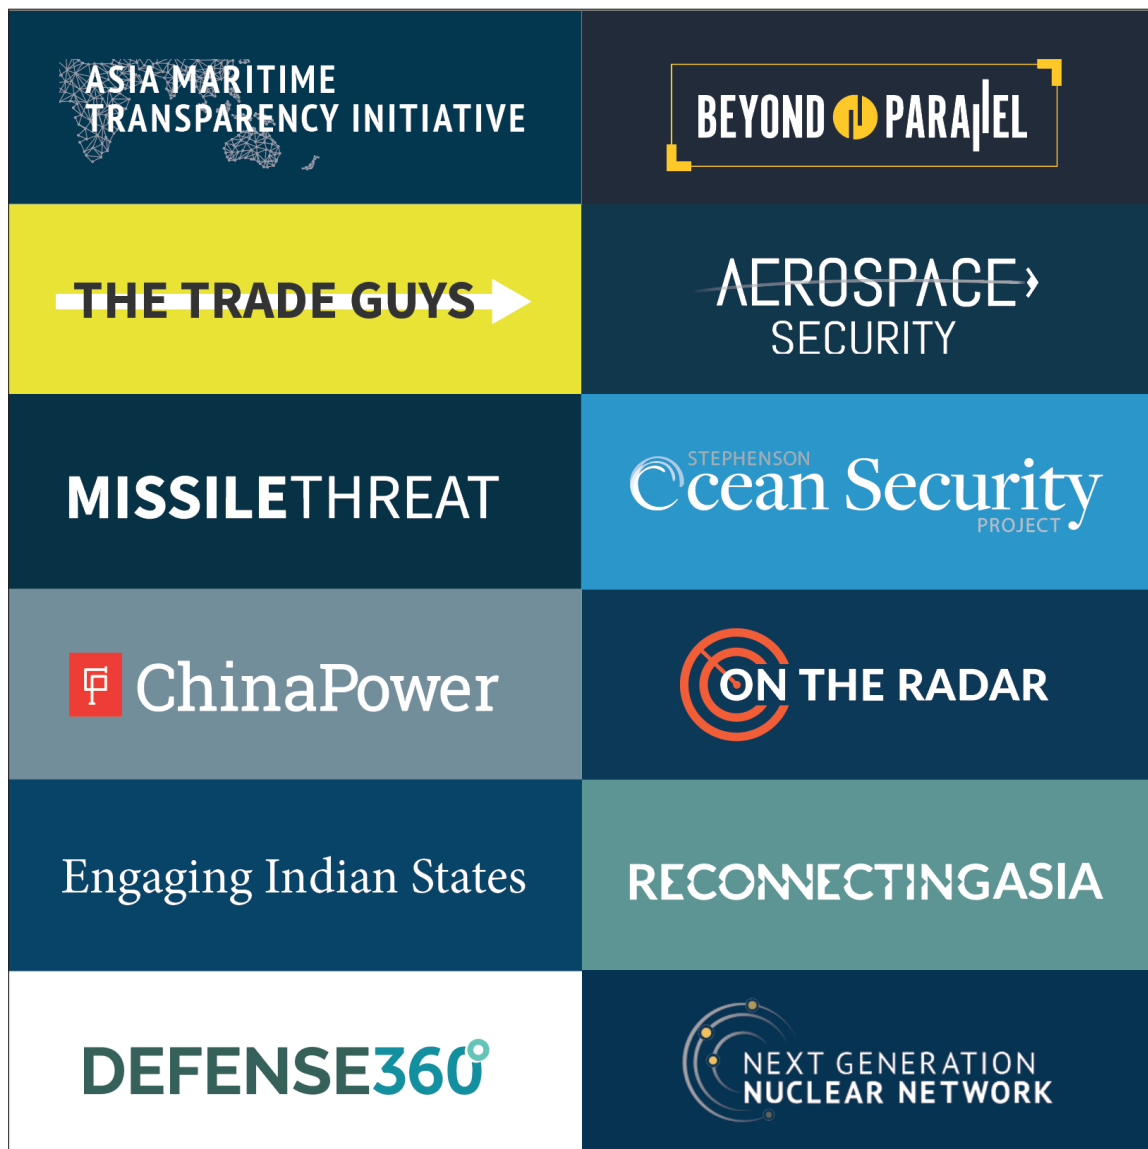 ASIA MARITIME
TRANSPARENCY INITIATIVE
BEYOND PARALLEL
THE TRADE GUYS
AEROSPACE
SECURITY
MISSILETHREAT
STEPHENSON
Ocean Security
PROJECT
ChinaPower
ON THE RADAR
Engaging Indian States
RECONNECTINGASIA
DEFENSE360°
NEXT GENERATION
NUCLEAR NETWORK